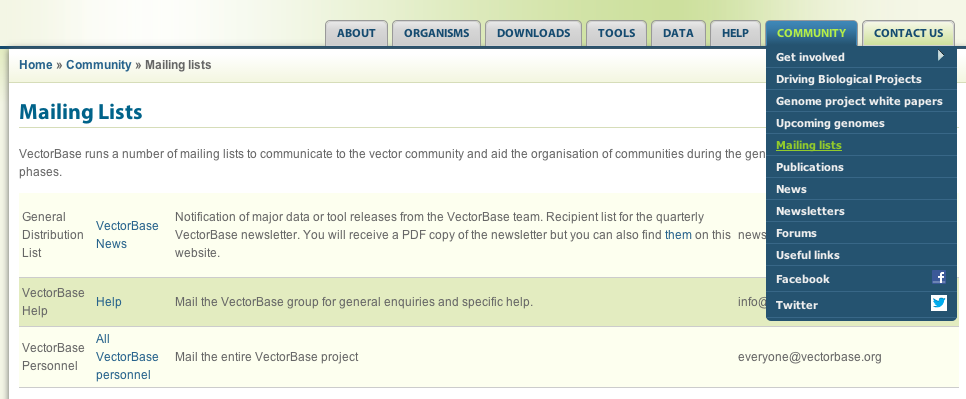 ABOUT ORGANISMS DOWNLOADS TOOLS DATA HELP COMMUNITY CONTACT US
Home » Community » Mailing lists
Get involved
Driving Biological Projects
Genome project white papers
Upcoming genomes
Mailing lists
Publications
News
Newsletters
Forums
Useful links
Facebook
Twitter
Mailing Lists
VectorBase runs a number of mailing lists to communicate to the vector community and aid the organisation of communities during the
phases.
General
Distribution
List
VectorBase
News
Notification of major data or tool releases from the VectorBase team. Recipient list for the quarterly
VectorBase newsletter. You will receive a PDF copy of the newsletter but you can also find them on this
website.
news
VectorBase
Help
Help
Mail the VectorBase group for general enquiries and specific help.
info@
VectorBase
Personnel
All
VectorBase
personnel
Mail the entire VectorBase project
everyone@vectorbase.org